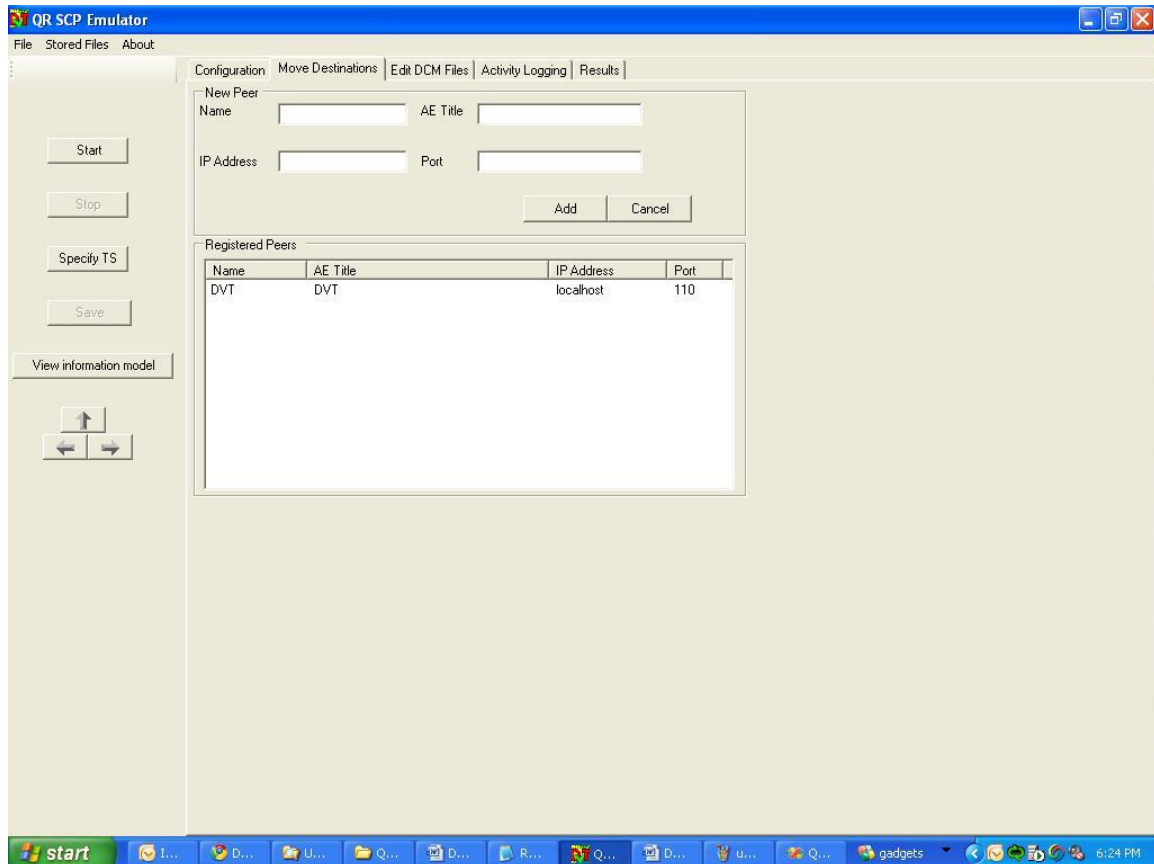 QR SCP Emulator
File Stored Files About
Configuration Move Destinations Edit DCM Files Activity Logging Results
New Peer
Name AE Title
IP Address Port
Add Cancel
Start
Stop
Specify TS
Save
View information model
Registered Peers
Name AE Title IP Address Port
DVT DVT localhost 110
start I... D... U... Q... D... R... Q... D... u... Q... gadgets 6:24 PM